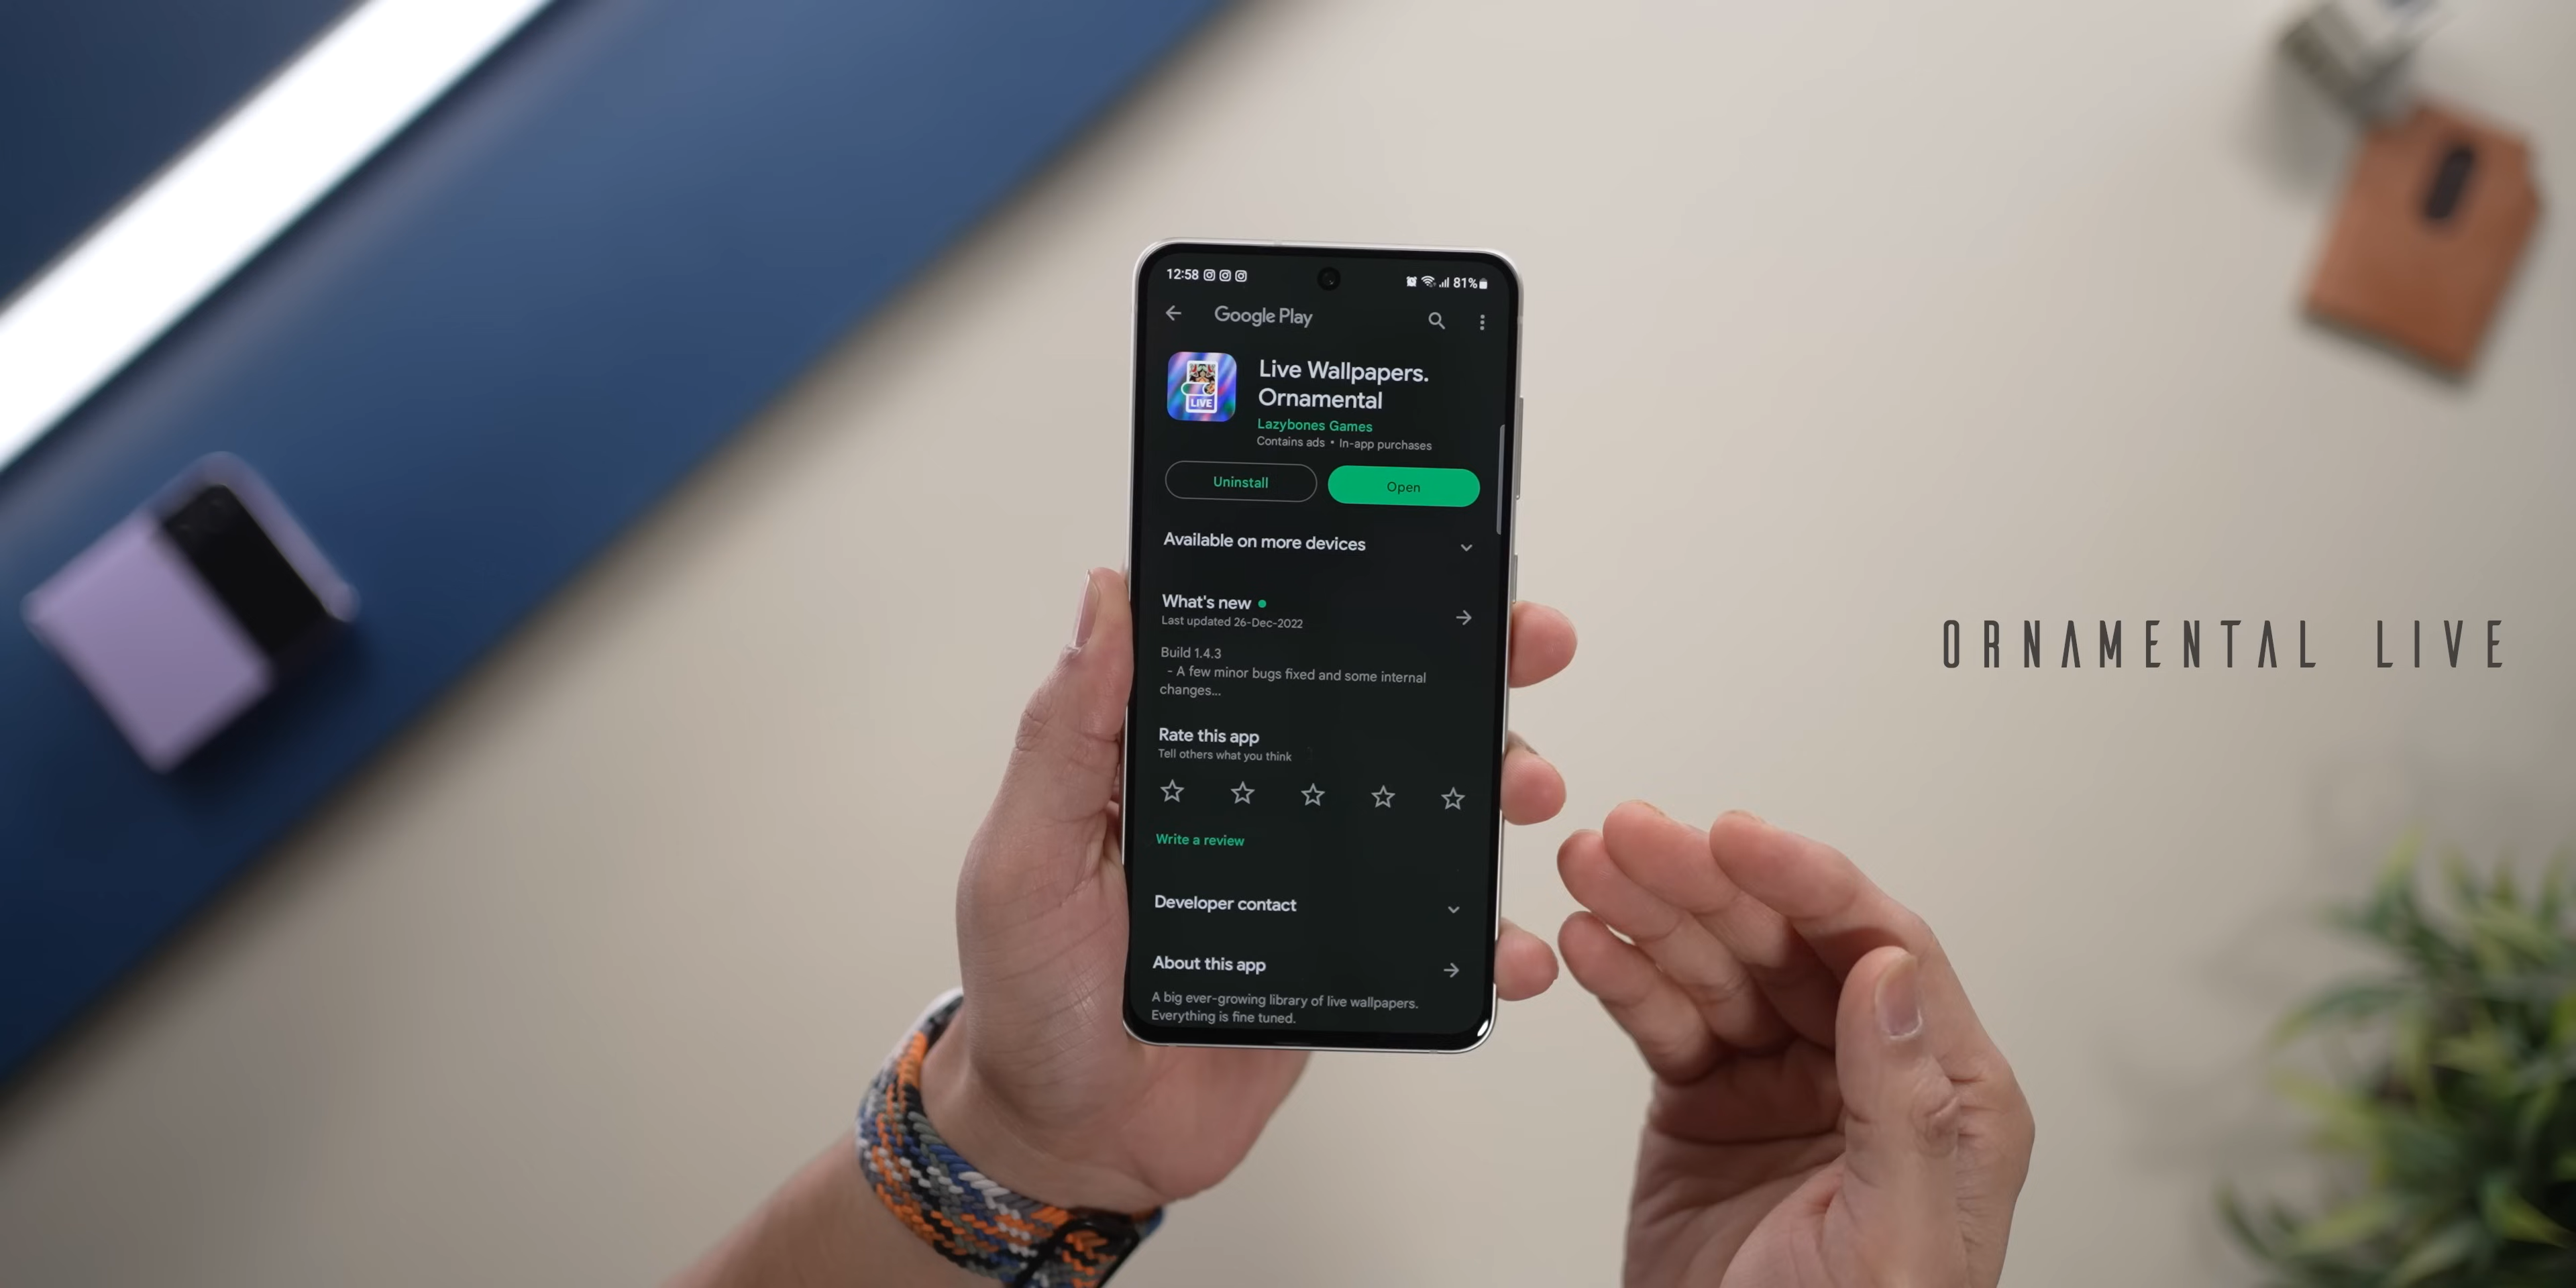 12:58
81%
Google Play
Live Wallpapers.
Ornamental
LIVE
Lazybones Games
Contains ads • In-app purchases
Uninstall
Open
Available on more devices
What's new
Last updated 26-Dec-2022
Build 1.4.3
- A few minor bugs fixed and some internal
changes...
Rate this app
Tell others what you think
Write a review
Developer contact
About this app
A big ever-growing library of live wallpapers.
Everything is fine tuned.
ORNAMENTAL LIVE